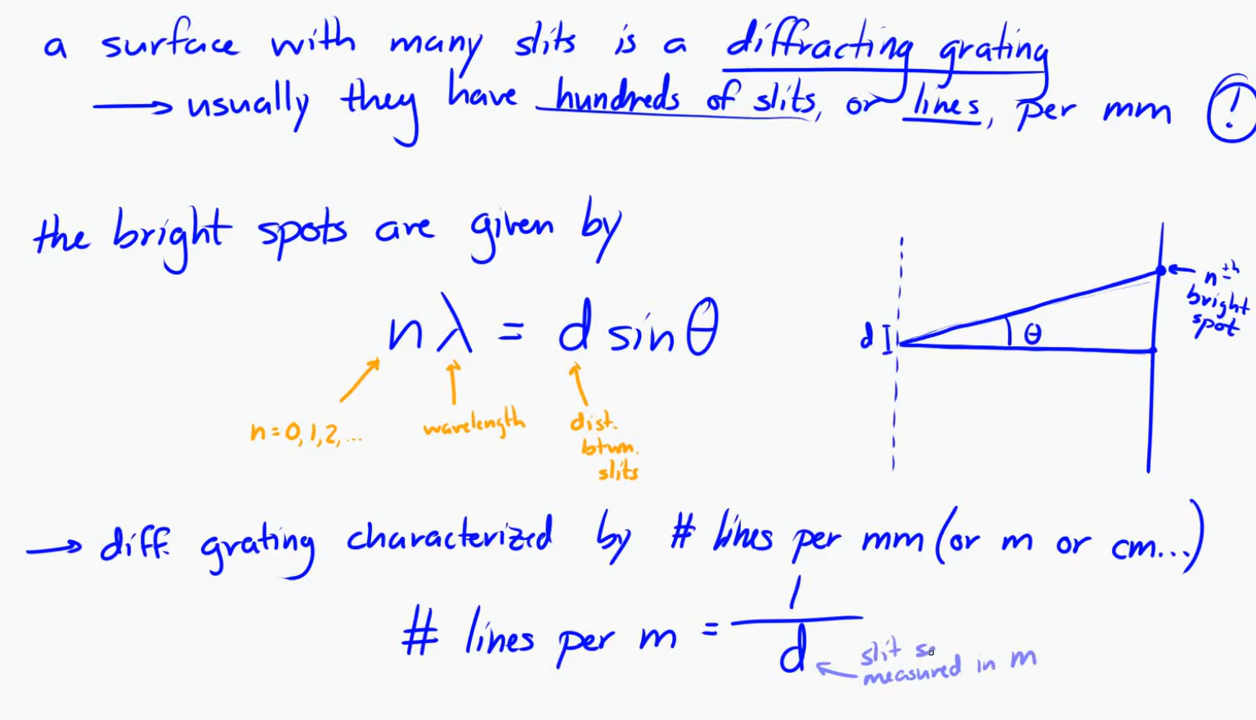 a surface with many slits is a diffracting grating
→ usually they have hundreds of slits, or lines, per mm !
the bright spots are given by
nλ = d sinθ
n=0,1,2,...
wavelength
dist.
btwn.
slits
d
θ
nth
bright
spot
→ diff. grating characterized by # lines per mm (or m or cm...)
# lines per m = 1/d
slit se
measured in m